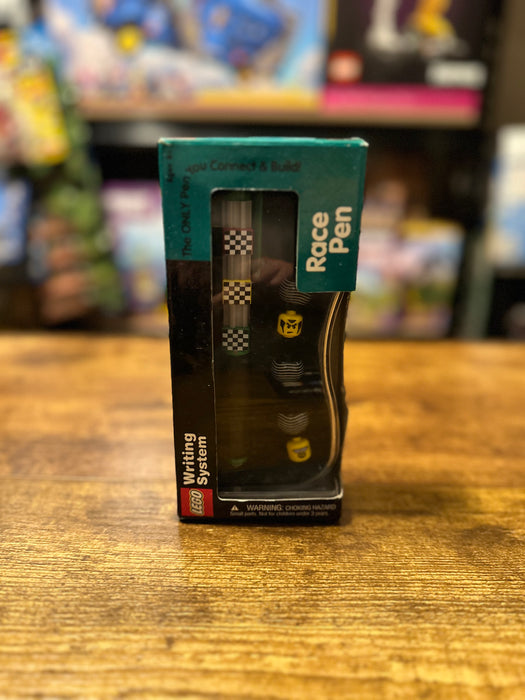 The ONLY Pen you Connect & Build!
Race
Pen
Writing
System
LEGO
WARNING: CHOKING HAZARD
Small parts. Not for children under 3 years.